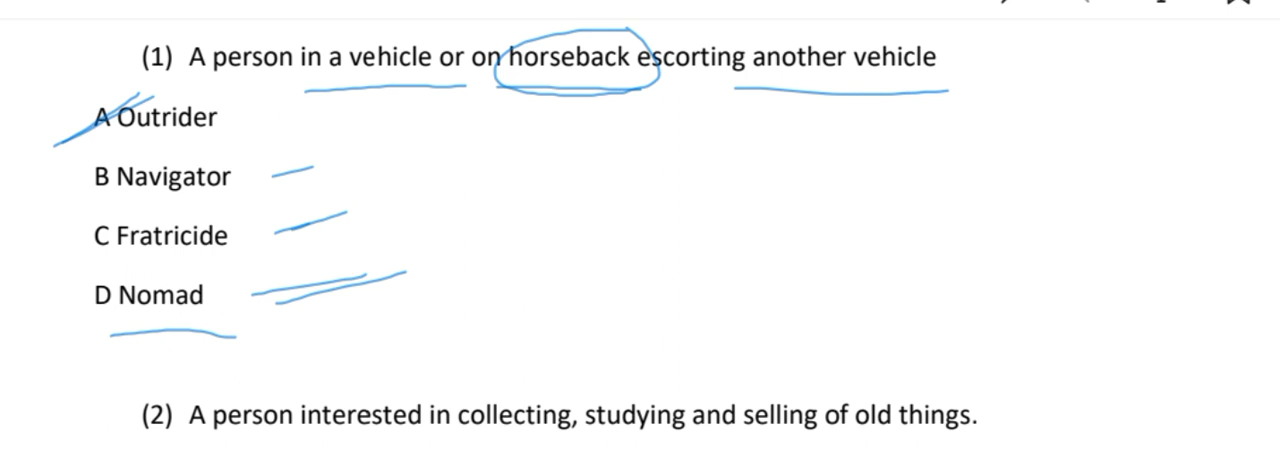 (1) A person in a vehicle or on horseback escorting another vehicle
A Outrider
B Navigator
C Fratricide
D Nomad
(2) A person interested in collecting, studying and selling of old things.